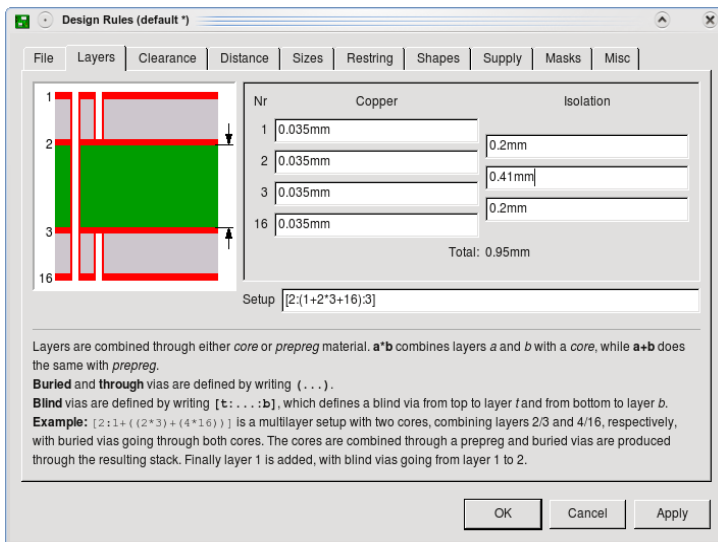 Design Rules (default *)
File Layers Clearance Distance Sizes Restring Shapes Supply Masks Misc
Nr Copper Isolation
1 1 0.035mm
0.2mm
2 2 0.035mm
0.41mm
3 3 0.035mm
0.2mm
16 16 0.035mm
Total: 0.95mm
Setup [2:(1+2*3+16):3]
Layers are combined through either core or prepreg material. a*b combines layers a and b with a core, while a+b does
the same with prepreg.
Buried and through vias are defined by writing (...).
Blind vias are defined by writing [t:...:b], which defines a blind via from top to layer t and from bottom to layer b.
Example: [2:1+((2*3)+(4*16))] is a multilayer setup with two cores, combining layers 2/3 and 4/16, respectively,
with buried vias going through both cores. The cores are combined through a prepreg and buried vias are produced
through the resulting stack. Finally layer 1 is added, with blind vias going from layer 1 to 2.
OK Cancel Apply